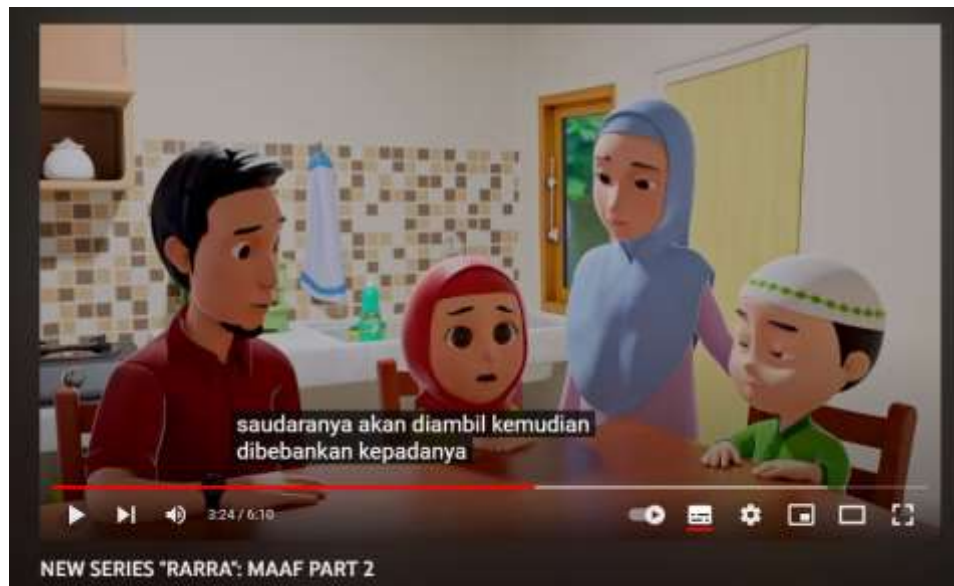 saudaranya akan diambil kemudian
dibebankan kepadanya
3:24 / 6:10
NEW SERIES "RARRA": MAAF PART 2